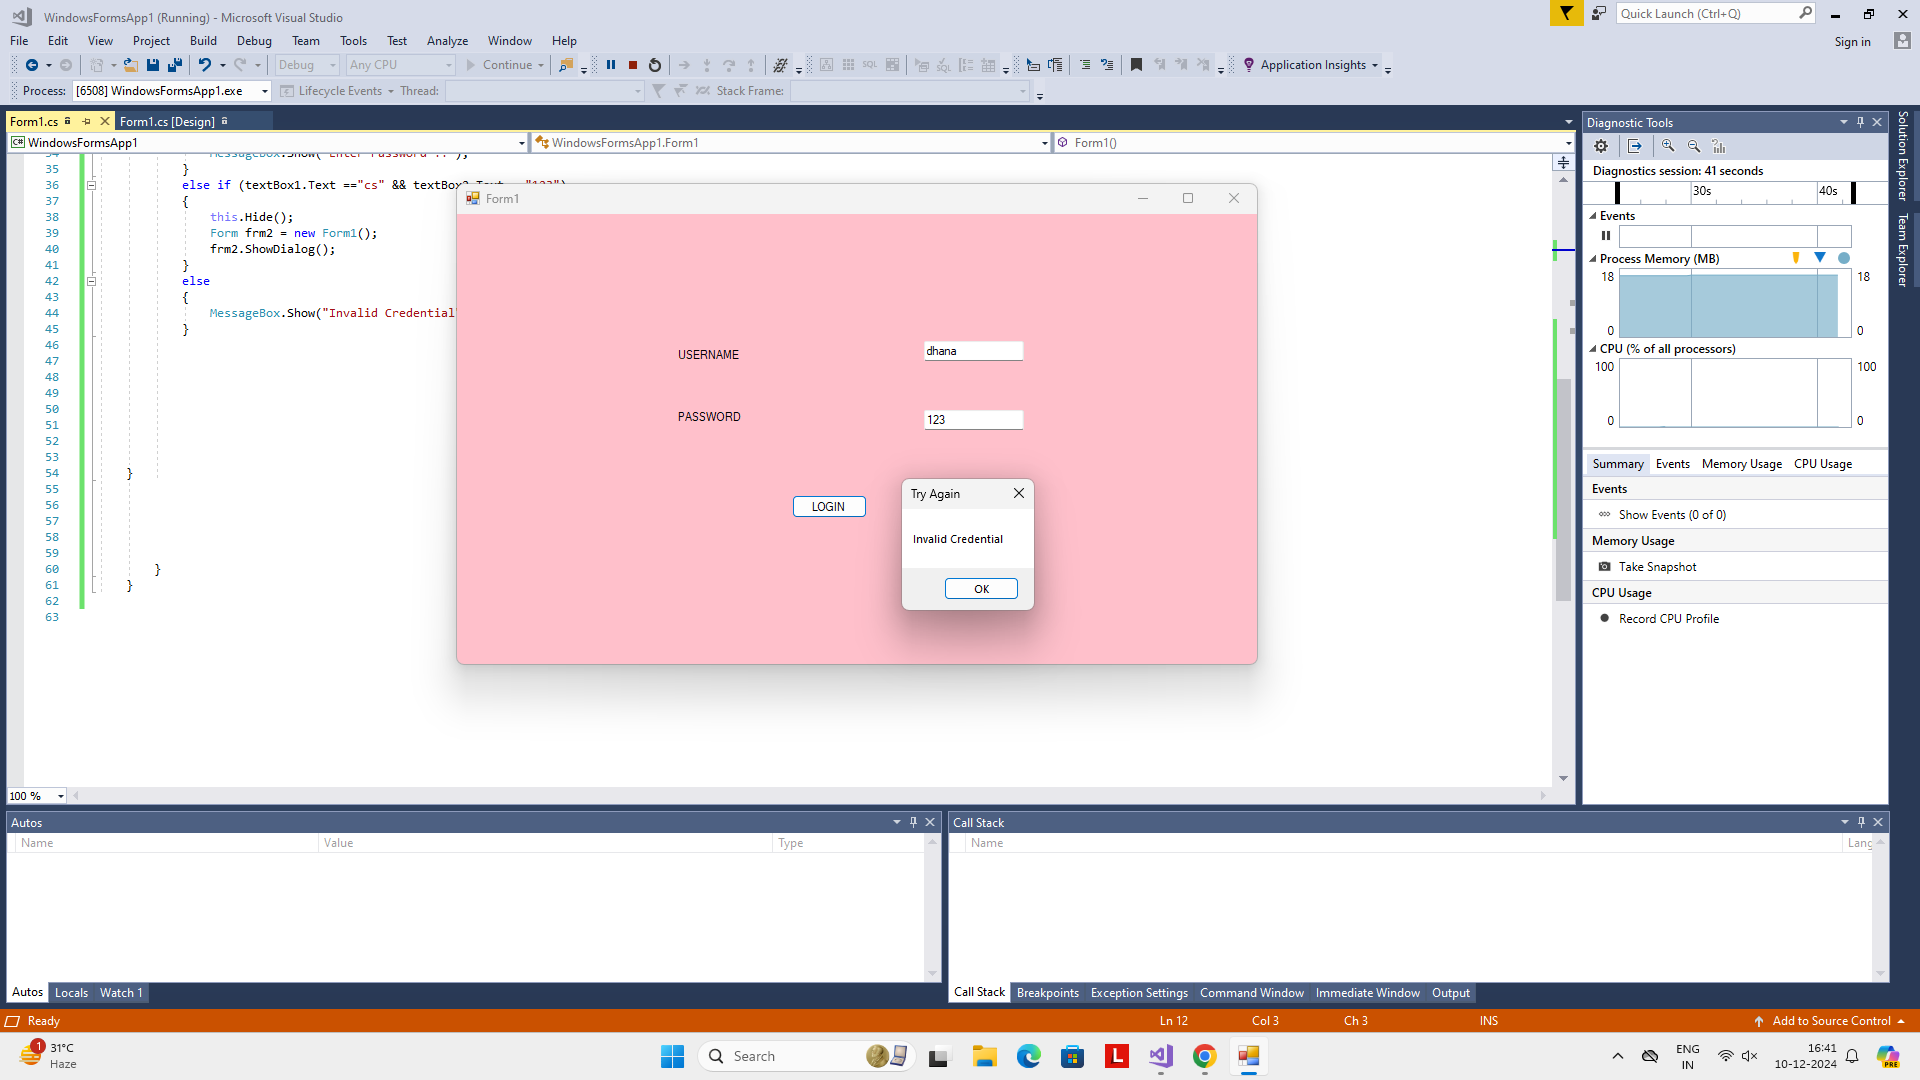 WindowsFormsApp1 (Running) - Microsoft Visual Studio
Quick Launch (Ctrl+Q)
File Edit View Project Build Debug Team Tools Test Analyze Window Help
Sign in
Debug Any CPU Continue Application Insights
Process: [6508] WindowsFormsApp1.exe Lifecycle Events Thread: Stack Frame:
Form1.cs Form1.cs [Design]
WindowsFormsApp1 WindowsFormsApp1.Form1 Form1()
35 }
36 else if (textBox1.Text =="cs" &&
37 {
38 this.Hide();
39 Form frm2 = new Form1();
40 frm2.ShowDialog();
41 }
42 else
43 {
44 MessageBox.Show("Invalid Credential"
45 }
46
47
48
49
50
51
52
53
54 }
55
56
57
58
59
60 }
61 }
62
63
Form1
USERNAME dhana
PASSWORD 123
LOGIN
Try Again
Invalid Credential
OK
Diagnostic Tools
Diagnostics session: 41 seconds
30s 40s
Events
Process Memory (MB)
18 18
0 0
CPU (% of all processors)
100 100
0 0
Summary Events Memory Usage CPU Usage
Events
Show Events (0 of 0)
Memory Usage
Take Snapshot
CPU Usage
Record CPU Profile
Solution Explorer
Team Explorer
100 %
Autos
Name Value Type
Autos Locals Watch 1
Call Stack
Name Lang
Call Stack Breakpoints Exception Settings Command Window Immediate Window Output
Ready Ln 12 Col 3 Ch 3 INS Add to Source Control
1
31°C
Haze
Search
L
PRE
ENG
IN
16:41
10-12-2024